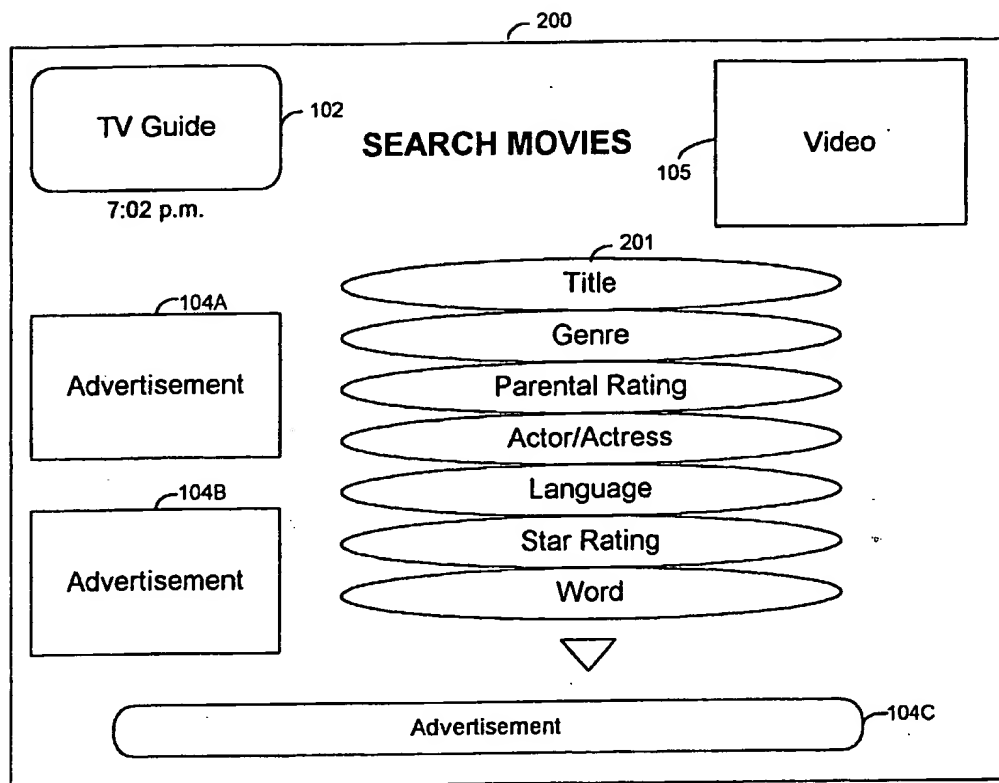 200
TV Guide
102
SEARCH MOVIES
105
Video
7:02 p.m.
201
Title
Genre
Parental Rating
Actor/Actress
Language
Star Rating
Word
104A
Advertisement
104B
Advertisement
Advertisement
104C